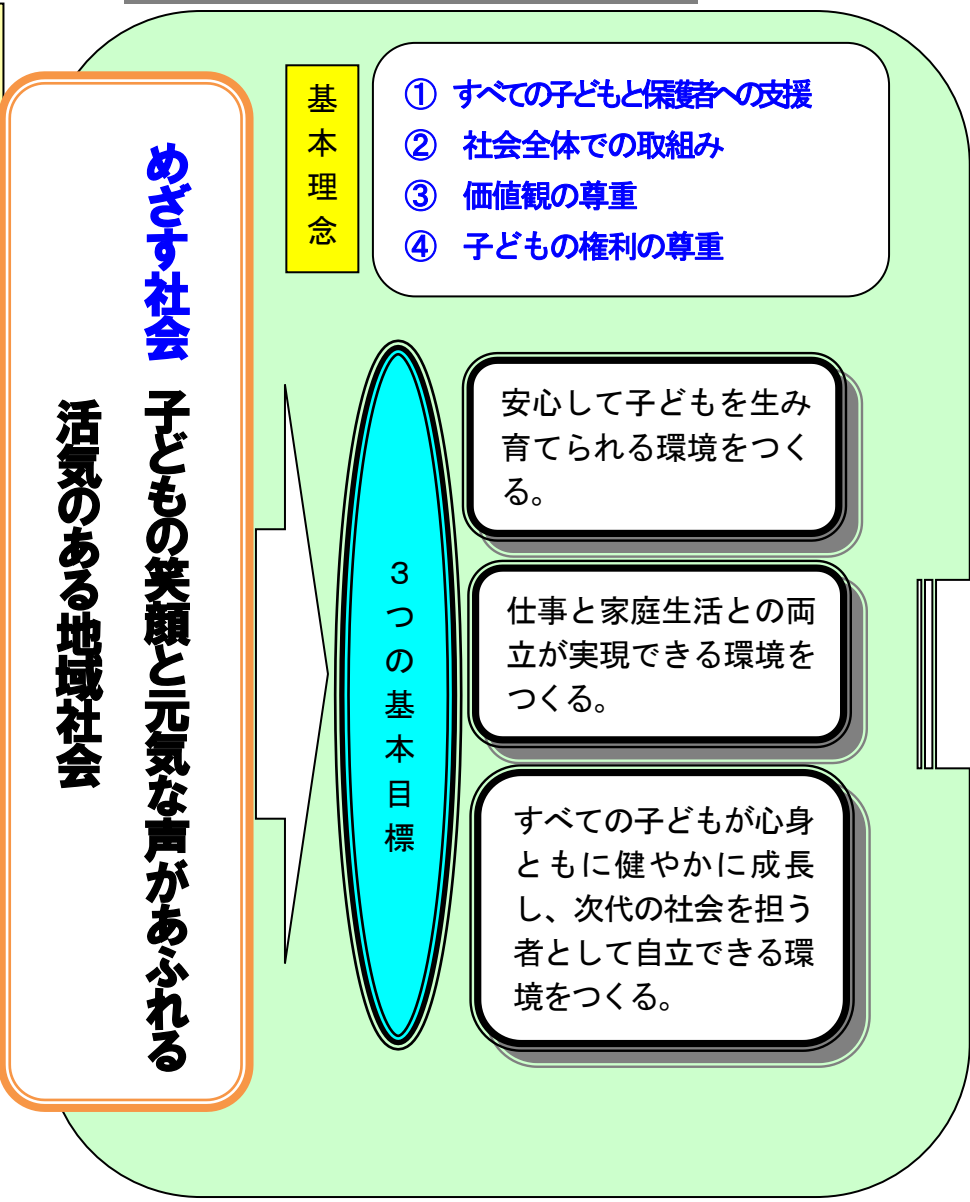 めざす社会 子どもの笑顔と元気な声があふれる
活気のある地域社会
基本理念
① すべての子どもと保護者への支援
② 社会全体での取組み
③ 価値観の尊重
④ 子どもの権利の尊重
3つの基本目標
安心して子どもを生み
育てられる環境をつく
る。
仕事と家庭生活との両
立が実現できる環境を
つくる。
すべての子どもが心身
ともに健やかに成長
し、次代の社会を担う
者として自立できる環
境をつくる。